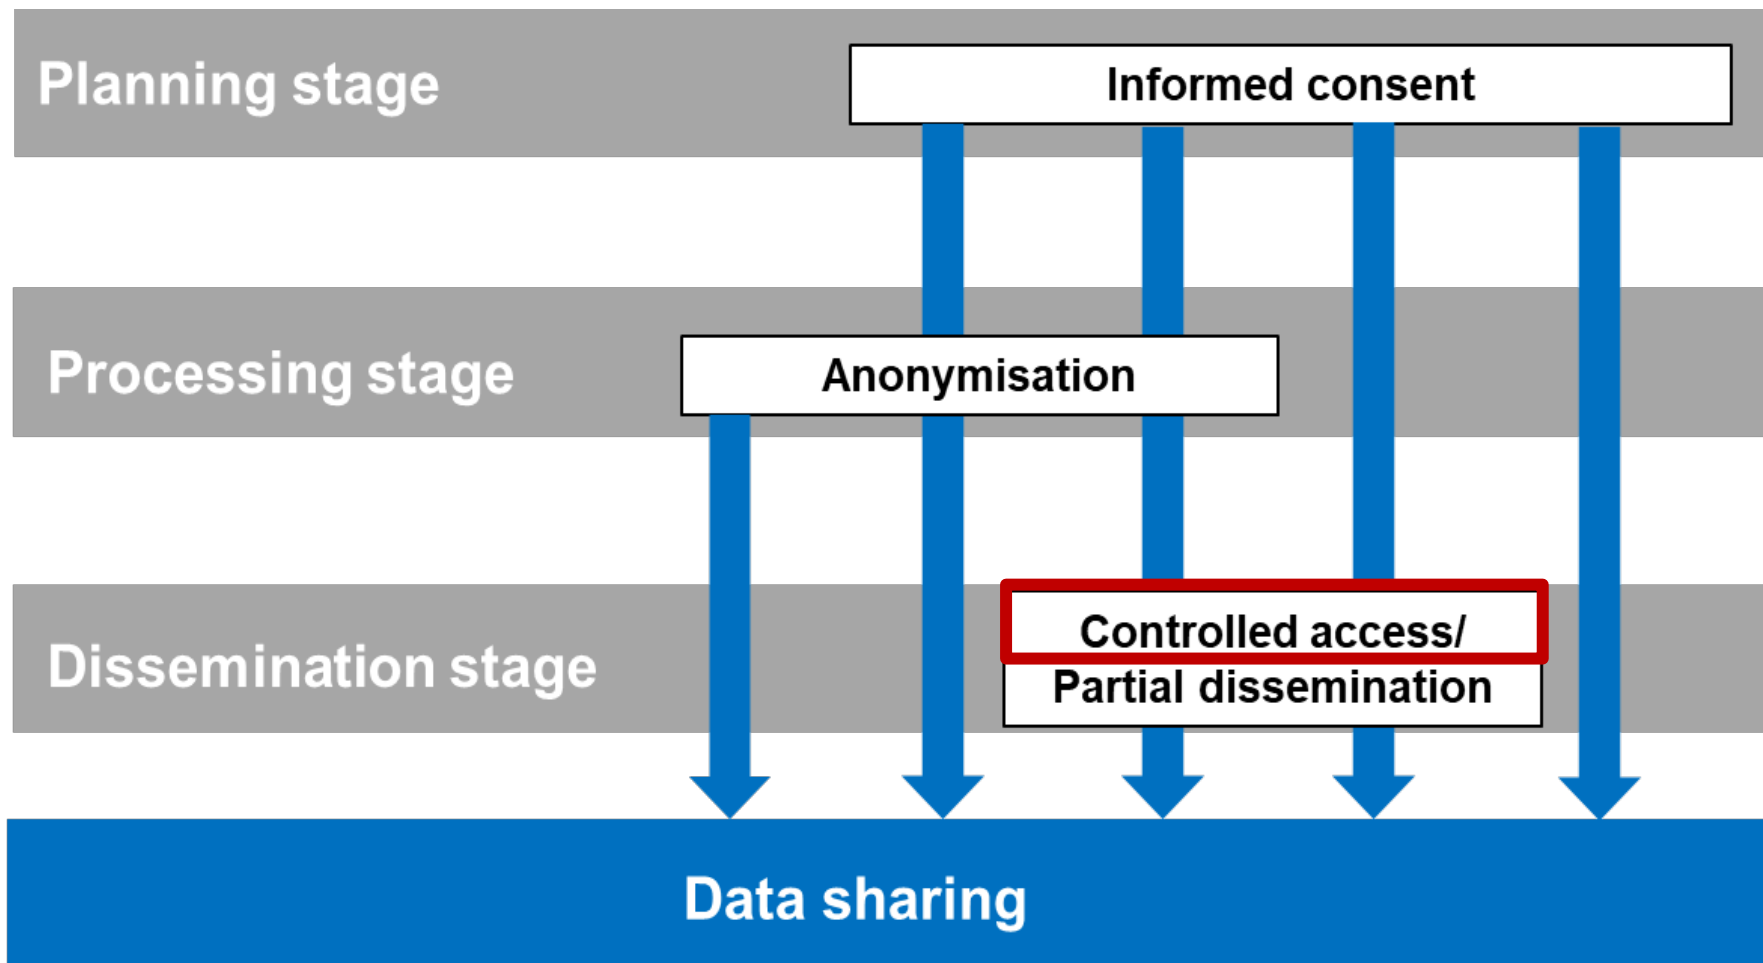 Planning stage
Informed consent
Processing stage
Anonymisation
Dissemination stage
Controlled access/
Partial dissemination
Data sharing